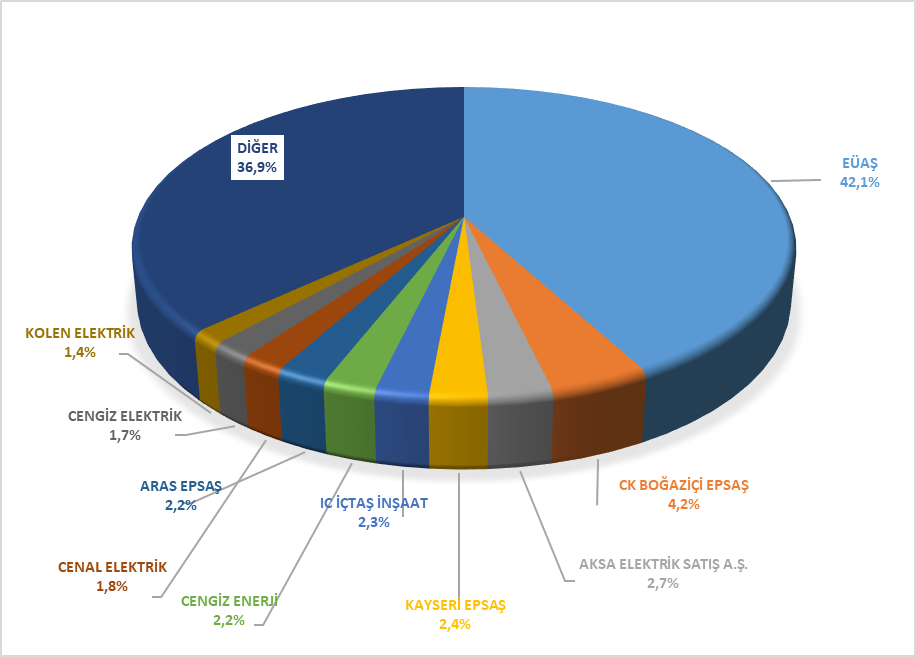 DİĞER
36,9%
EÜAŞ
42,1%
KOLEN ELEKTRİK
1,4%
CENGİZ ELEKTRİK
1,7%
ARAS EPSAŞ
2,2%
IC İÇTAŞ İNŞAAT
2,3%
CK BOĞAZİÇİ EPSAŞ
4,2%
CENAL ELEKTRİK
1,8%
AKSA ELEKTRİK SATIŞ A.Ş.
2,7%
CENGİZ ENERJİ
2,2%
KAYSERİ EPSAŞ
2,4%